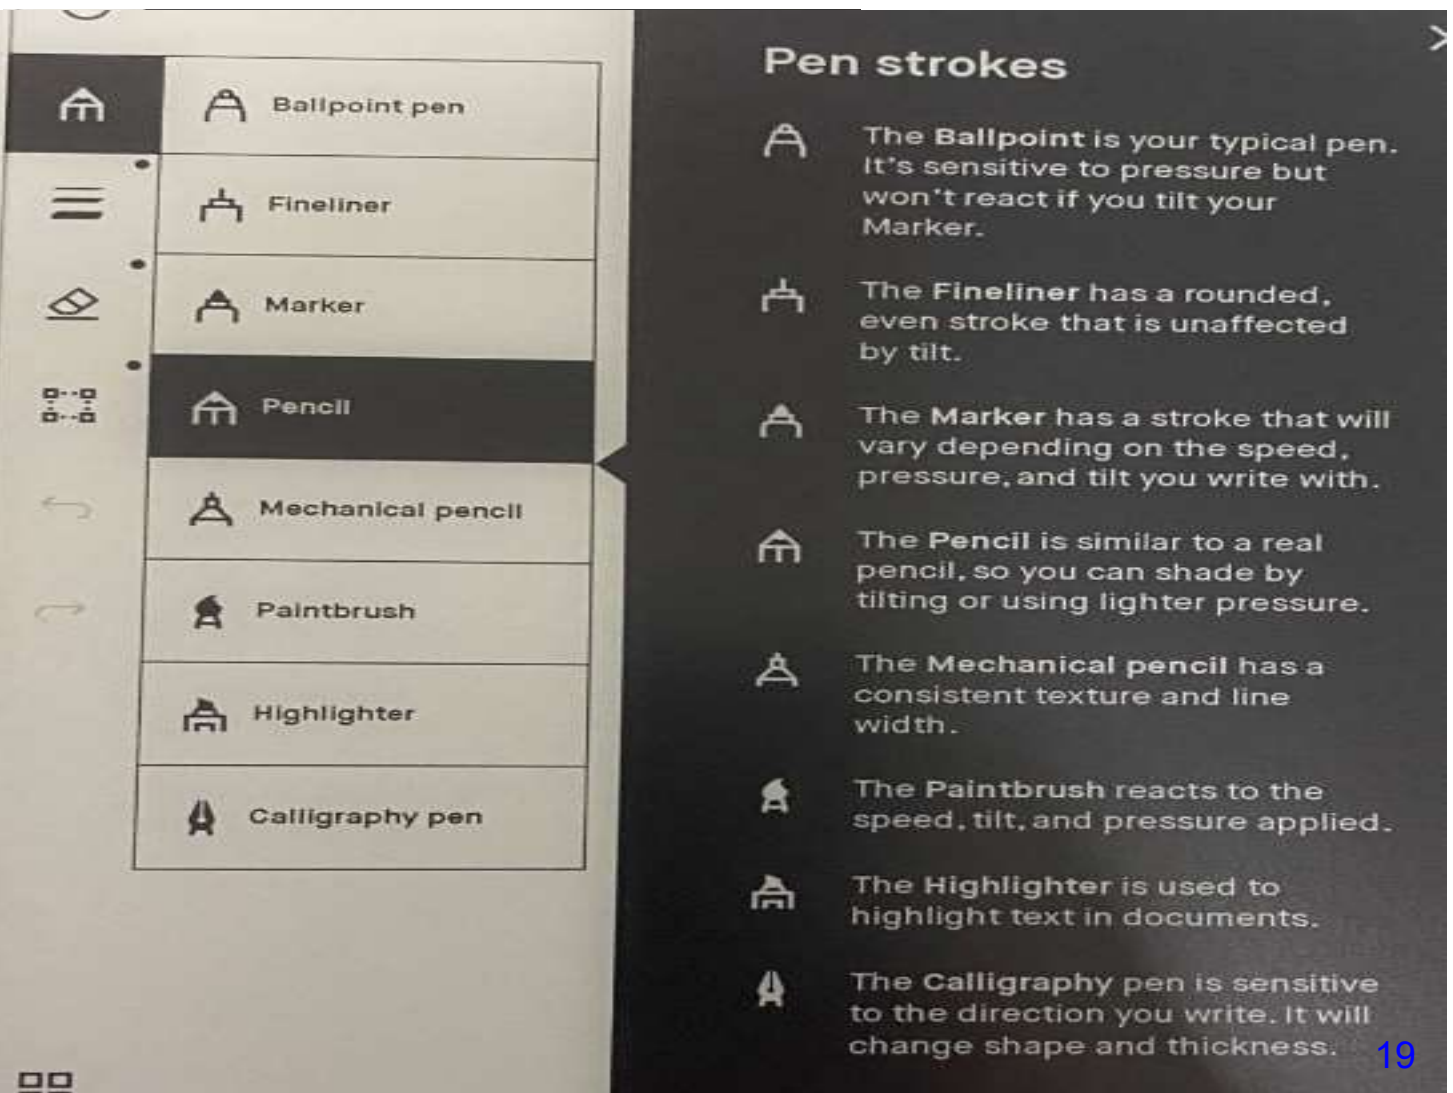 Ballpoint pen
Fineliner
Marker
Pencil
Mechanical pencil
Paintbrush
Highlighter
Calligraphy pen
Pen strokes
The Ballpoint is your typical pen.
It's sensitive to pressure but
won't react if you tilt your
Marker.
The Fineliner has a rounded,
even stroke that is unaffected
by tilt.
The Marker has a stroke that will
vary depending on the speed,
pressure, and tilt you write with.
The Pencil is similar to a real
pencil, so you can shade by
tilting or using lighter pressure.
The Mechanical pencil has a
consistent texture and line
width.
The Paintbrush reacts to the
speed, tilt, and pressure applied.
The Highlighter is used to
highlight text in documents.
The Calligraphy pen is sensitive
to the direction you write. It will
change shape and thickness.
19